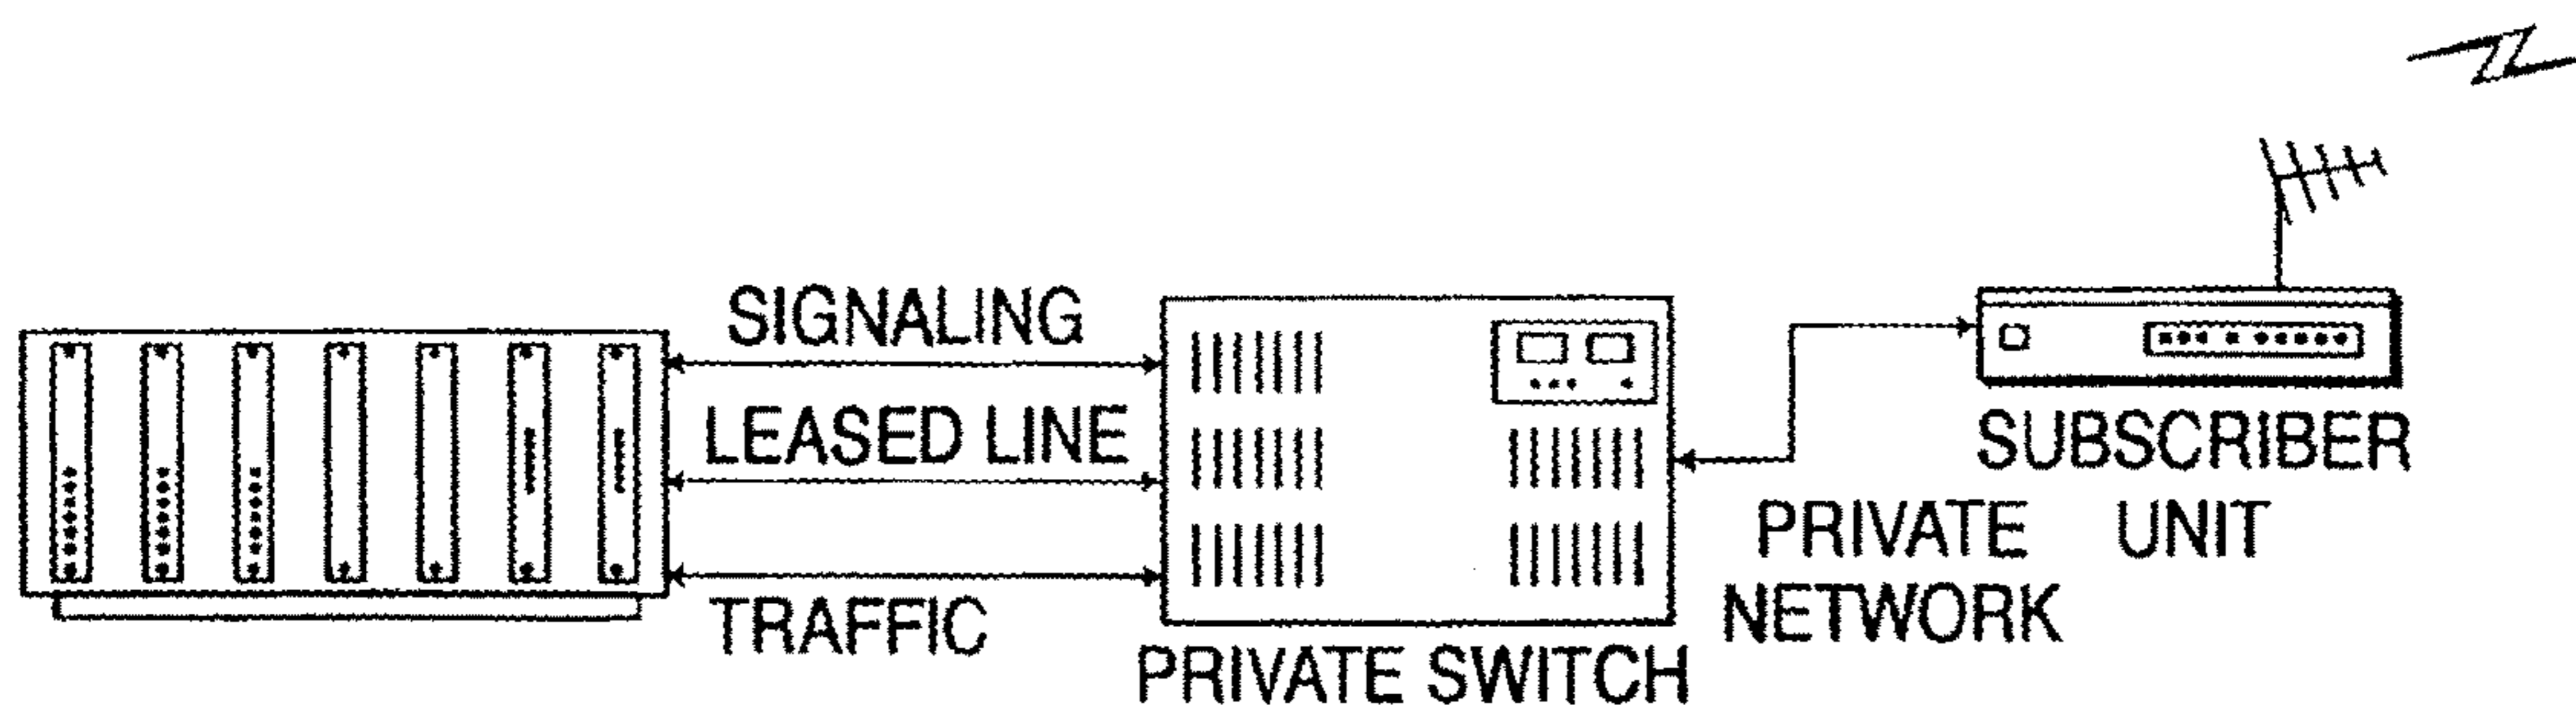 SIGNALING
LEASED LINE
TRAFFIC
PRIVATE SWITCH
SUBSCRIBER
UNIT
PRIVATE
NETWORK